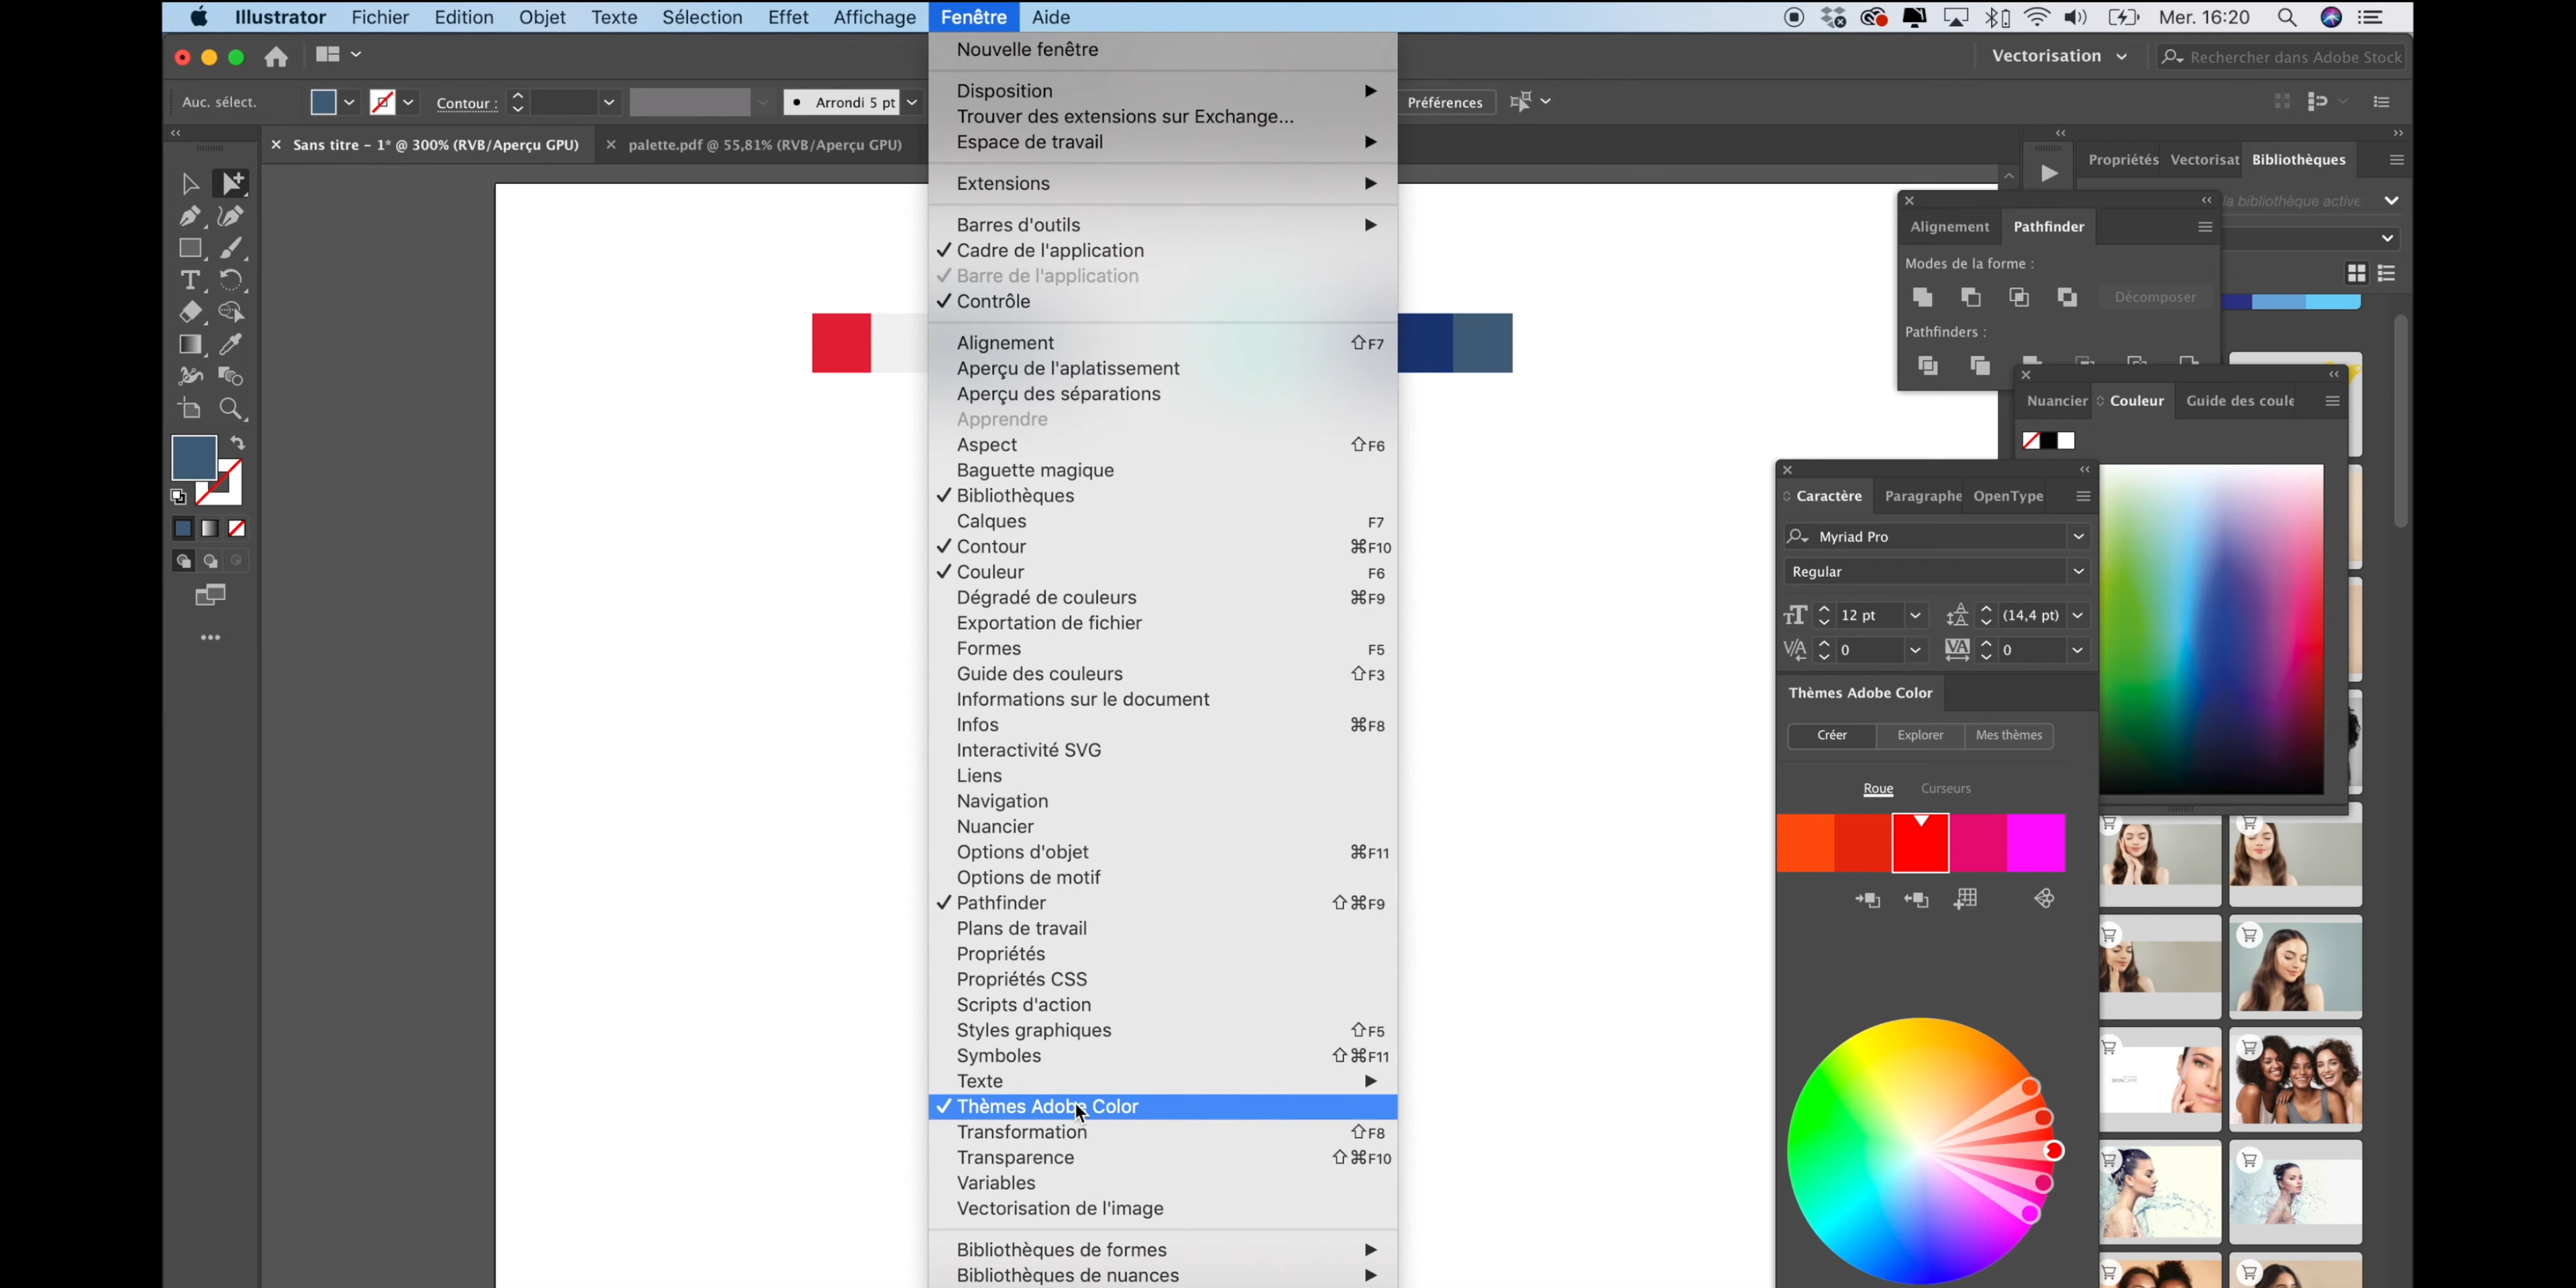 Illustrator Fichier Edition Objet Texte Sélection Effet Affichage Fenêtre Aide
Mer. 16:20
Vectorisation
Rechercher dans Adobe Stock
Auc. sélect.
Contour :
Arrondi 5 pt
Préférences
Sans titre – 1* @ 300% (RVB/Aperçu GPU)
palette.pdf @ 55,81% (RVB/Aperçu GPU)
Nouvelle fenêtre
Disposition
Trouver des extensions sur Exchange...
Espace de travail
Extensions
Barres d'outils
Cadre de l'application
Barre de l'application
Contrôle
Alignement ⇧F7
Aperçu de l'aplatissement
Aperçu des séparations
Apprendre
Aspect ⇧F6
Baguette magique
Bibliothèques
Calques F7
Contour ⌘F10
Couleur F6
Dégradé de couleurs ⌘F9
Exportation de fichier
Formes F5
Guide des couleurs ⇧F3
Informations sur le document
Infos ⌘F8
Interactivité SVG
Liens
Navigation
Nuancier
Options d'objet ⌘F11
Options de motif
Pathfinder ⇧⌘F9
Plans de travail
Propriétés
Propriétés CSS
Scripts d'action
Styles graphiques ⇧F5
Symboles ⇧⌘F11
Texte
Thèmes Adobe Color
Transformation ⇧F8
Transparence ⇧⌘F10
Variables
Vectorisation de l'image
Bibliothèques de formes
Bibliothèques de nuances
Propriétés Vectorisat Bibliothèques
la bibliothèque active
Alignement Pathfinder
Modes de la forme :
Décomposer
Pathfinders :
Nuancier Couleur Guide des coule
Caractère Paragraphe OpenType
Myriad Pro
Regular
12 pt (14,4 pt)
0 0
Thèmes Adobe Color
Créer Explorer Mes thèmes
Roue Curseurs